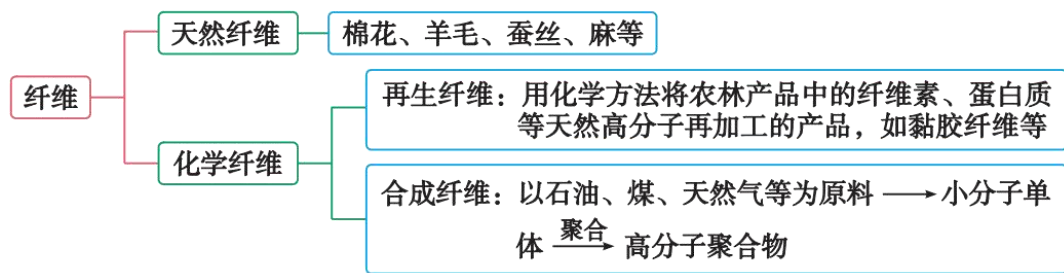 纤维
天然纤维
棉花、羊毛、蚕丝、麻等
化学纤维
再生纤维：用化学方法将农林产品中的纤维素、蛋白质
等天然高分子再加工的产品，如黏胶纤维等
合成纤维：以石油、煤、天然气等为原料 ⟶ 小分子单
体 聚合⟶ 高分子聚合物